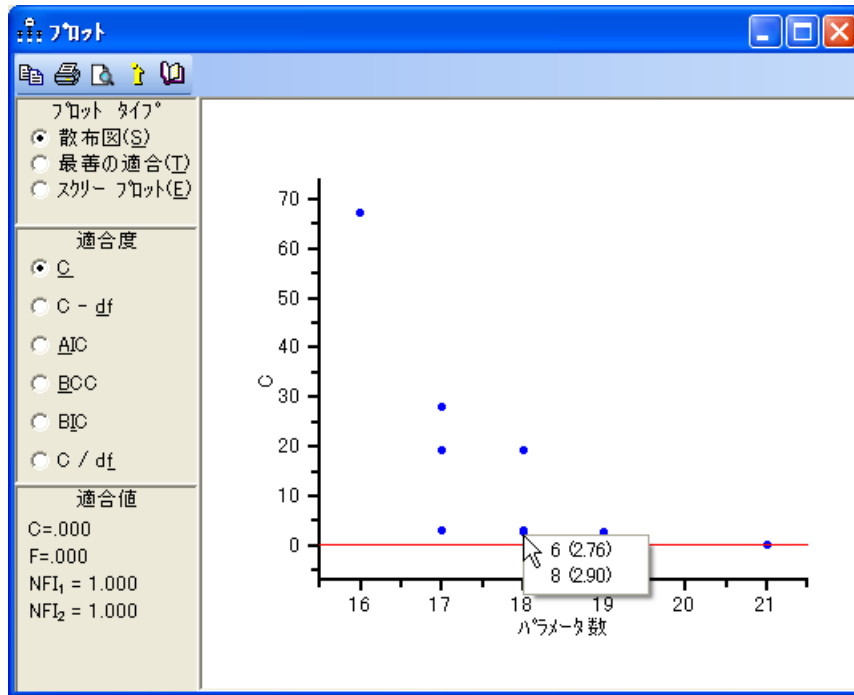 ﾌﾟﾛｯﾄ
ﾌﾟﾛｯﾄ ﾀｲﾌﾟ
散布図(S)
最善の適合(T)
ｽｸﾘｰ ﾌﾟﾛｯﾄ(E)
適合度
C
C - df
AIC
BCC
BIC
C / df
適合値
C=.000
F=.000
NFI₁ = 1.000
NFI₂ = 1.000
70
60
50
40
30
20
10
0
C
6 (2.76)
8 (2.90)
16 17 18 19 20 21
ﾊﾟﾗﾒｰﾀ数